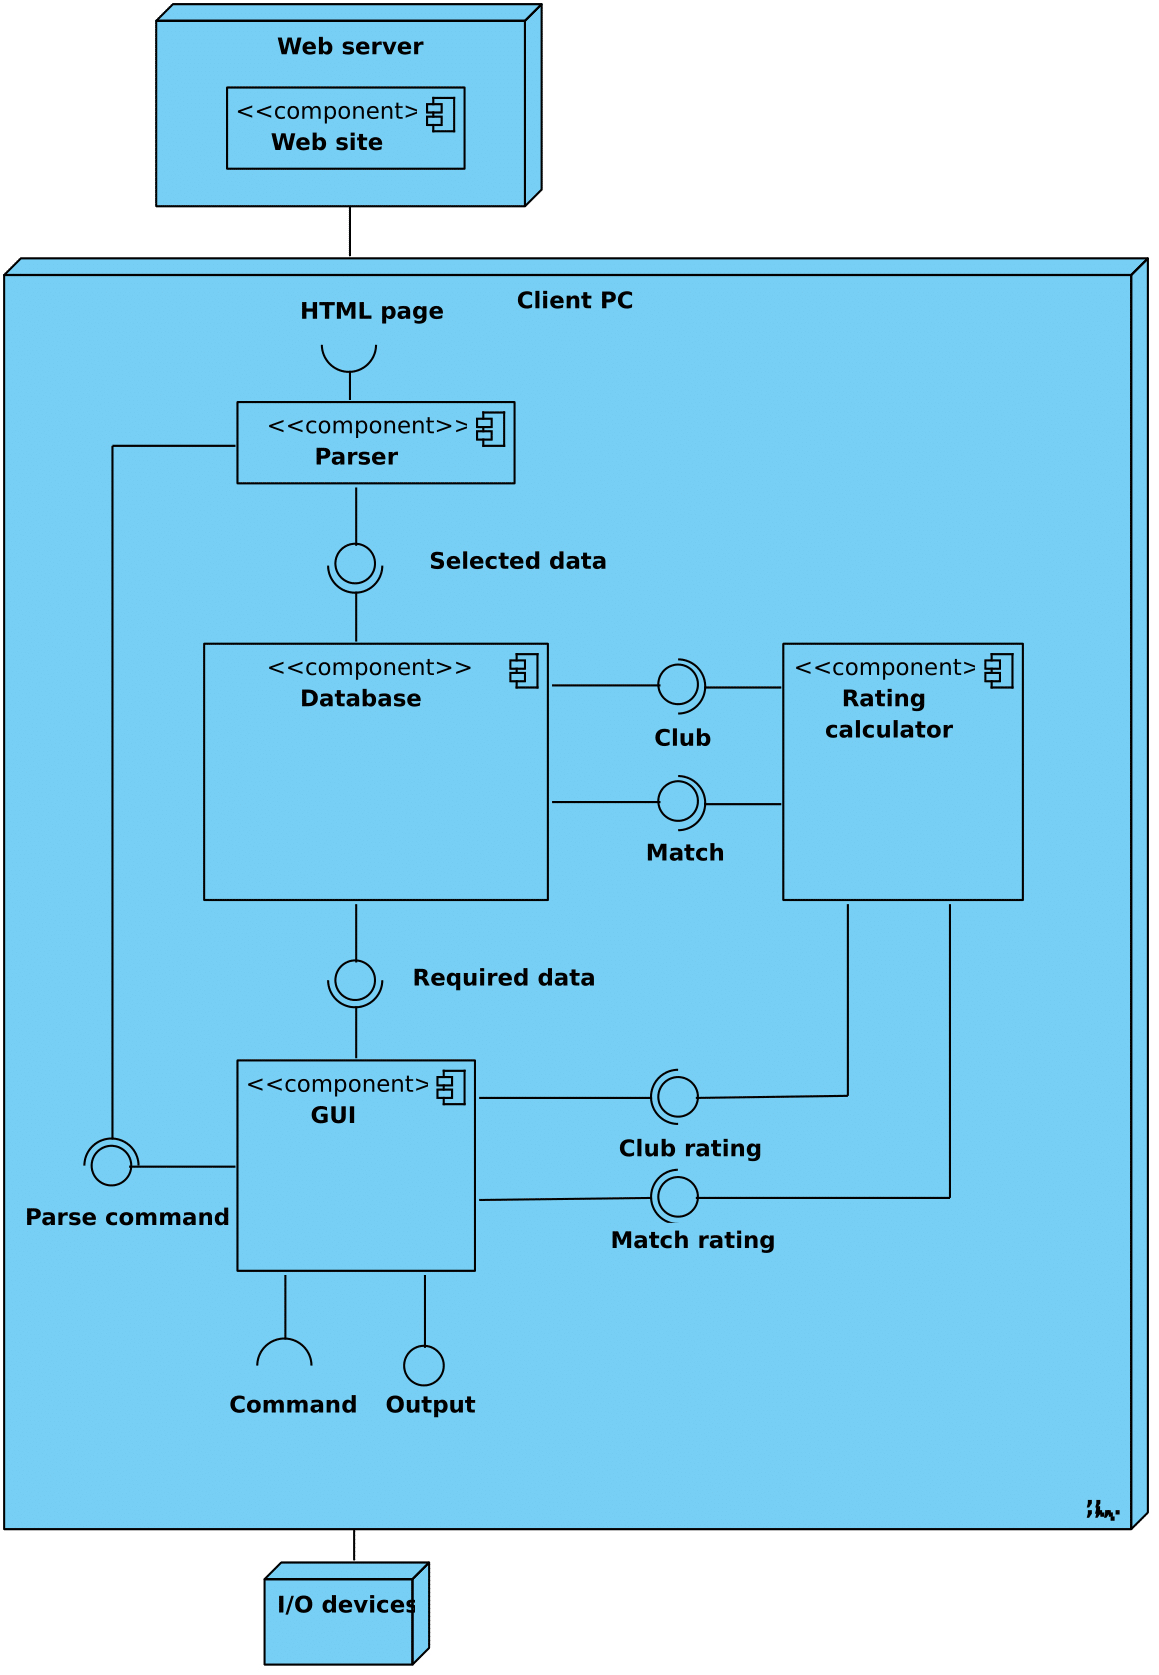 Web server
<<component>
Web site
Client PC
HTML page
<<component>>
Parser
Selected data
<<component>>
Database
<<component>
Rating
calculator
Club
Match
Required data
<<component>
GUI
Club rating
Parse command
Match rating
Command
Output
I/O devices